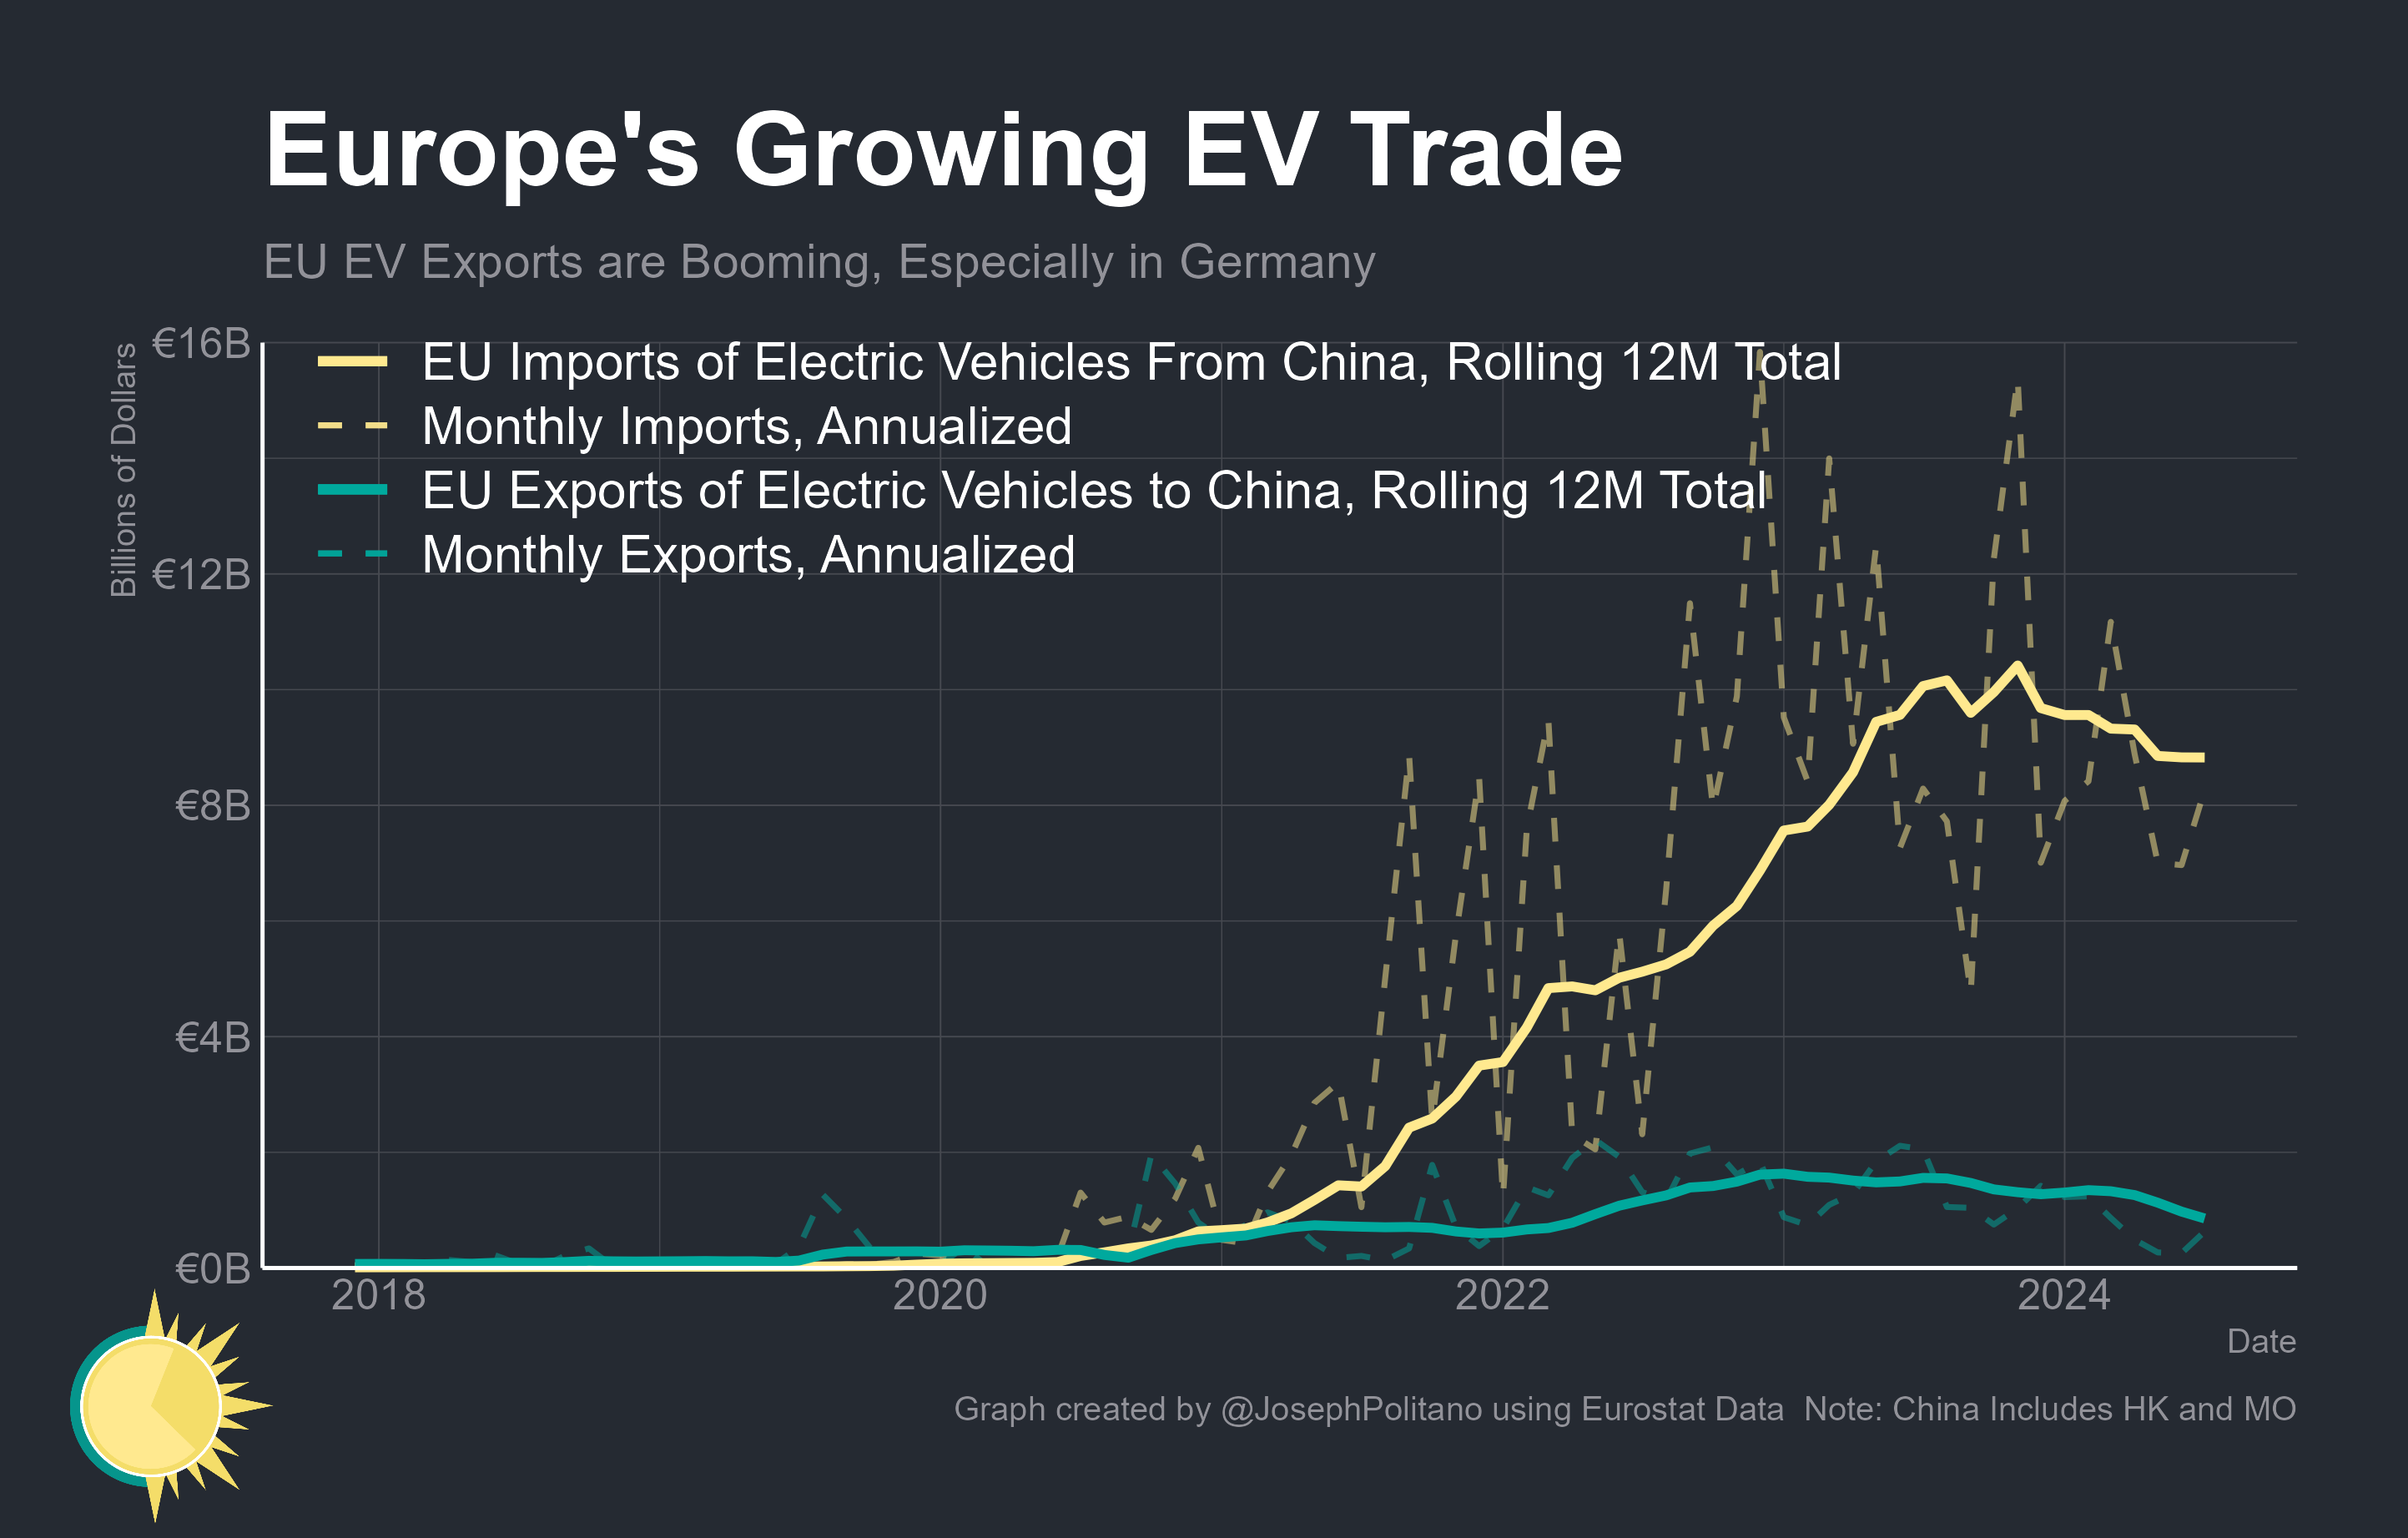 Europe's Growing EV Trade
EU EV Exports are Booming, Especially in Germany
Billions of Dollars
€16B
€12B
€8B
€4B
€0B
EU Imports of Electric Vehicles From China, Rolling 12M Total
Monthly Imports, Annualized
EU Exports of Electric Vehicles to China, Rolling 12M Total
Monthly Exports, Annualized
2018 2020 2022 2024
Date
Graph created by @JosephPolitano using Eurostat Data Note: China Includes HK and MO